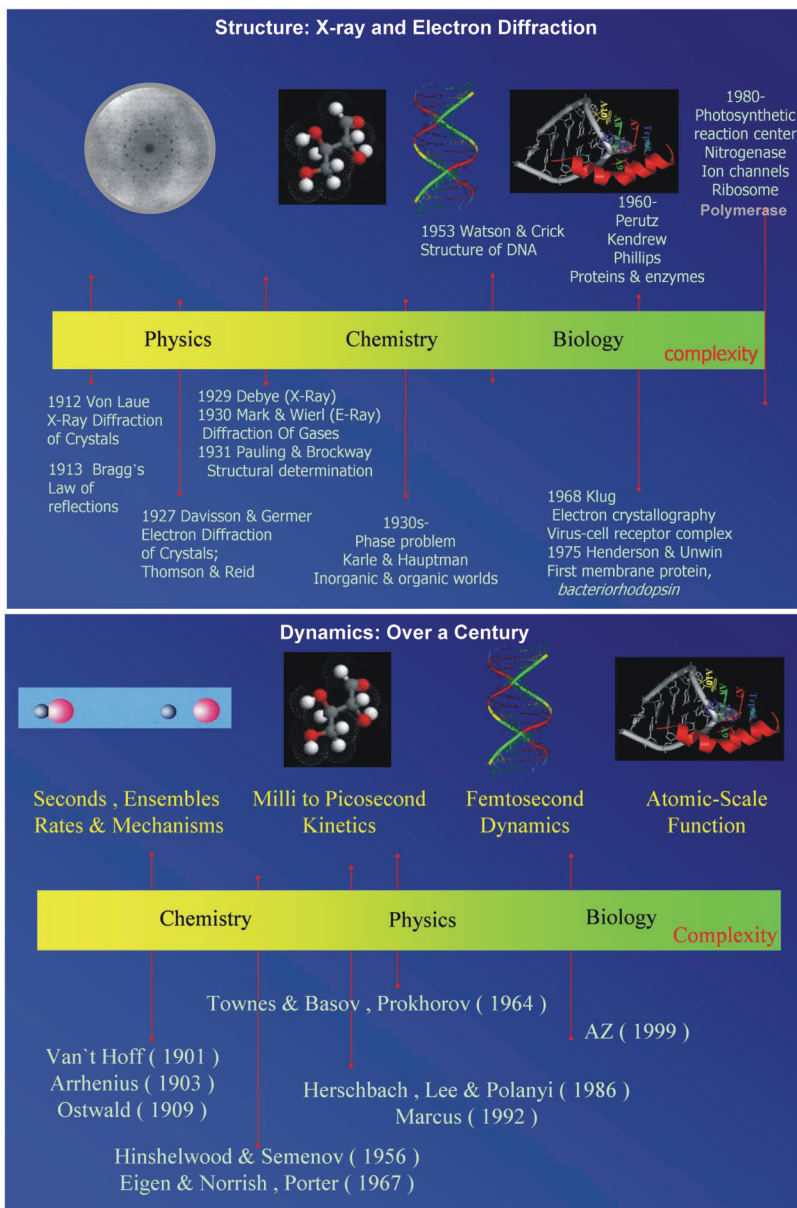 Structure: X-ray and Electron Diffraction
1980-
Photosynthetic
reaction center
Nitrogenase
Ion channels
Ribosome
Polymerase
1953 Watson & Crick
Structure of DNA
1960-
Perutz
Kendrew
Phillips
Proteins & enzymes
Physics
Chemistry
Biology
complexity
1912 Von Laue
X-Ray Diffraction
of Crystals
1913 Bragg's
Law of
reflections
1929 Debye (X-Ray)
1930 Mark & Wierl (E-Ray)
Diffraction Of Gases
1931 Pauling & Brockway
Structural determination
1927 Davisson & Germer
Electron Diffraction
of Crystals;
Thomson & Reid
1930s-
Phase problem
Karle & Hauptman
Inorganic & organic worlds
1968 Klug
Electron crystallography
Virus-cell receptor complex
1975 Henderson & Unwin
First membrane protein,
bacteriorhodopsin
Dynamics: Over a Century
Seconds , Ensembles
Rates & Mechanisms
Milli to Picosecond
Kinetics
Femtosecond
Dynamics
Atomic-Scale
Function
Chemistry
Physics
Biology
Complexity
Townes & Basov , Prokhorov ( 1964 )
AZ ( 1999 )
Van`t Hoff ( 1901 )
Arrhenius ( 1903 )
Ostwald ( 1909 )
Herschbach , Lee & Polanyi ( 1986 )
Marcus ( 1992 )
Hinshelwood & Semenov ( 1956 )
Eigen & Norrish , Porter ( 1967 )